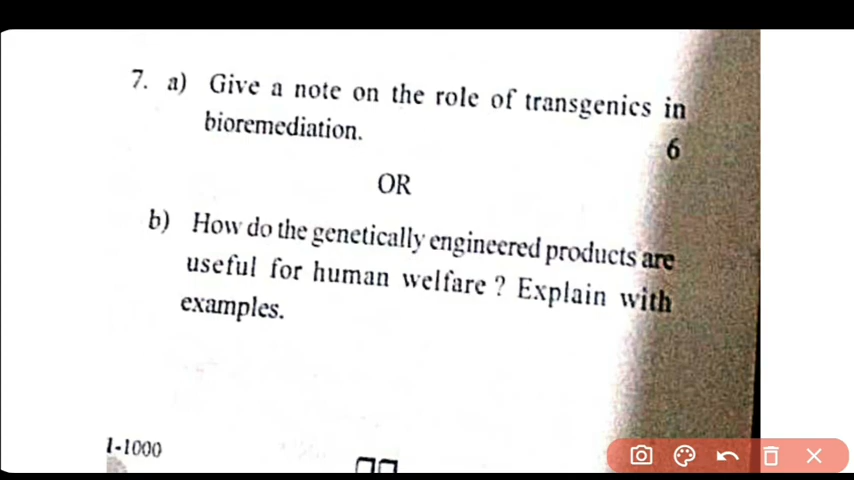 7. a) Give a note on the role of transgenics in
bioremediation.
6
OR
b) How do the genetically engineered products are
useful for human welfare ? Explain with
examples.
1-1000